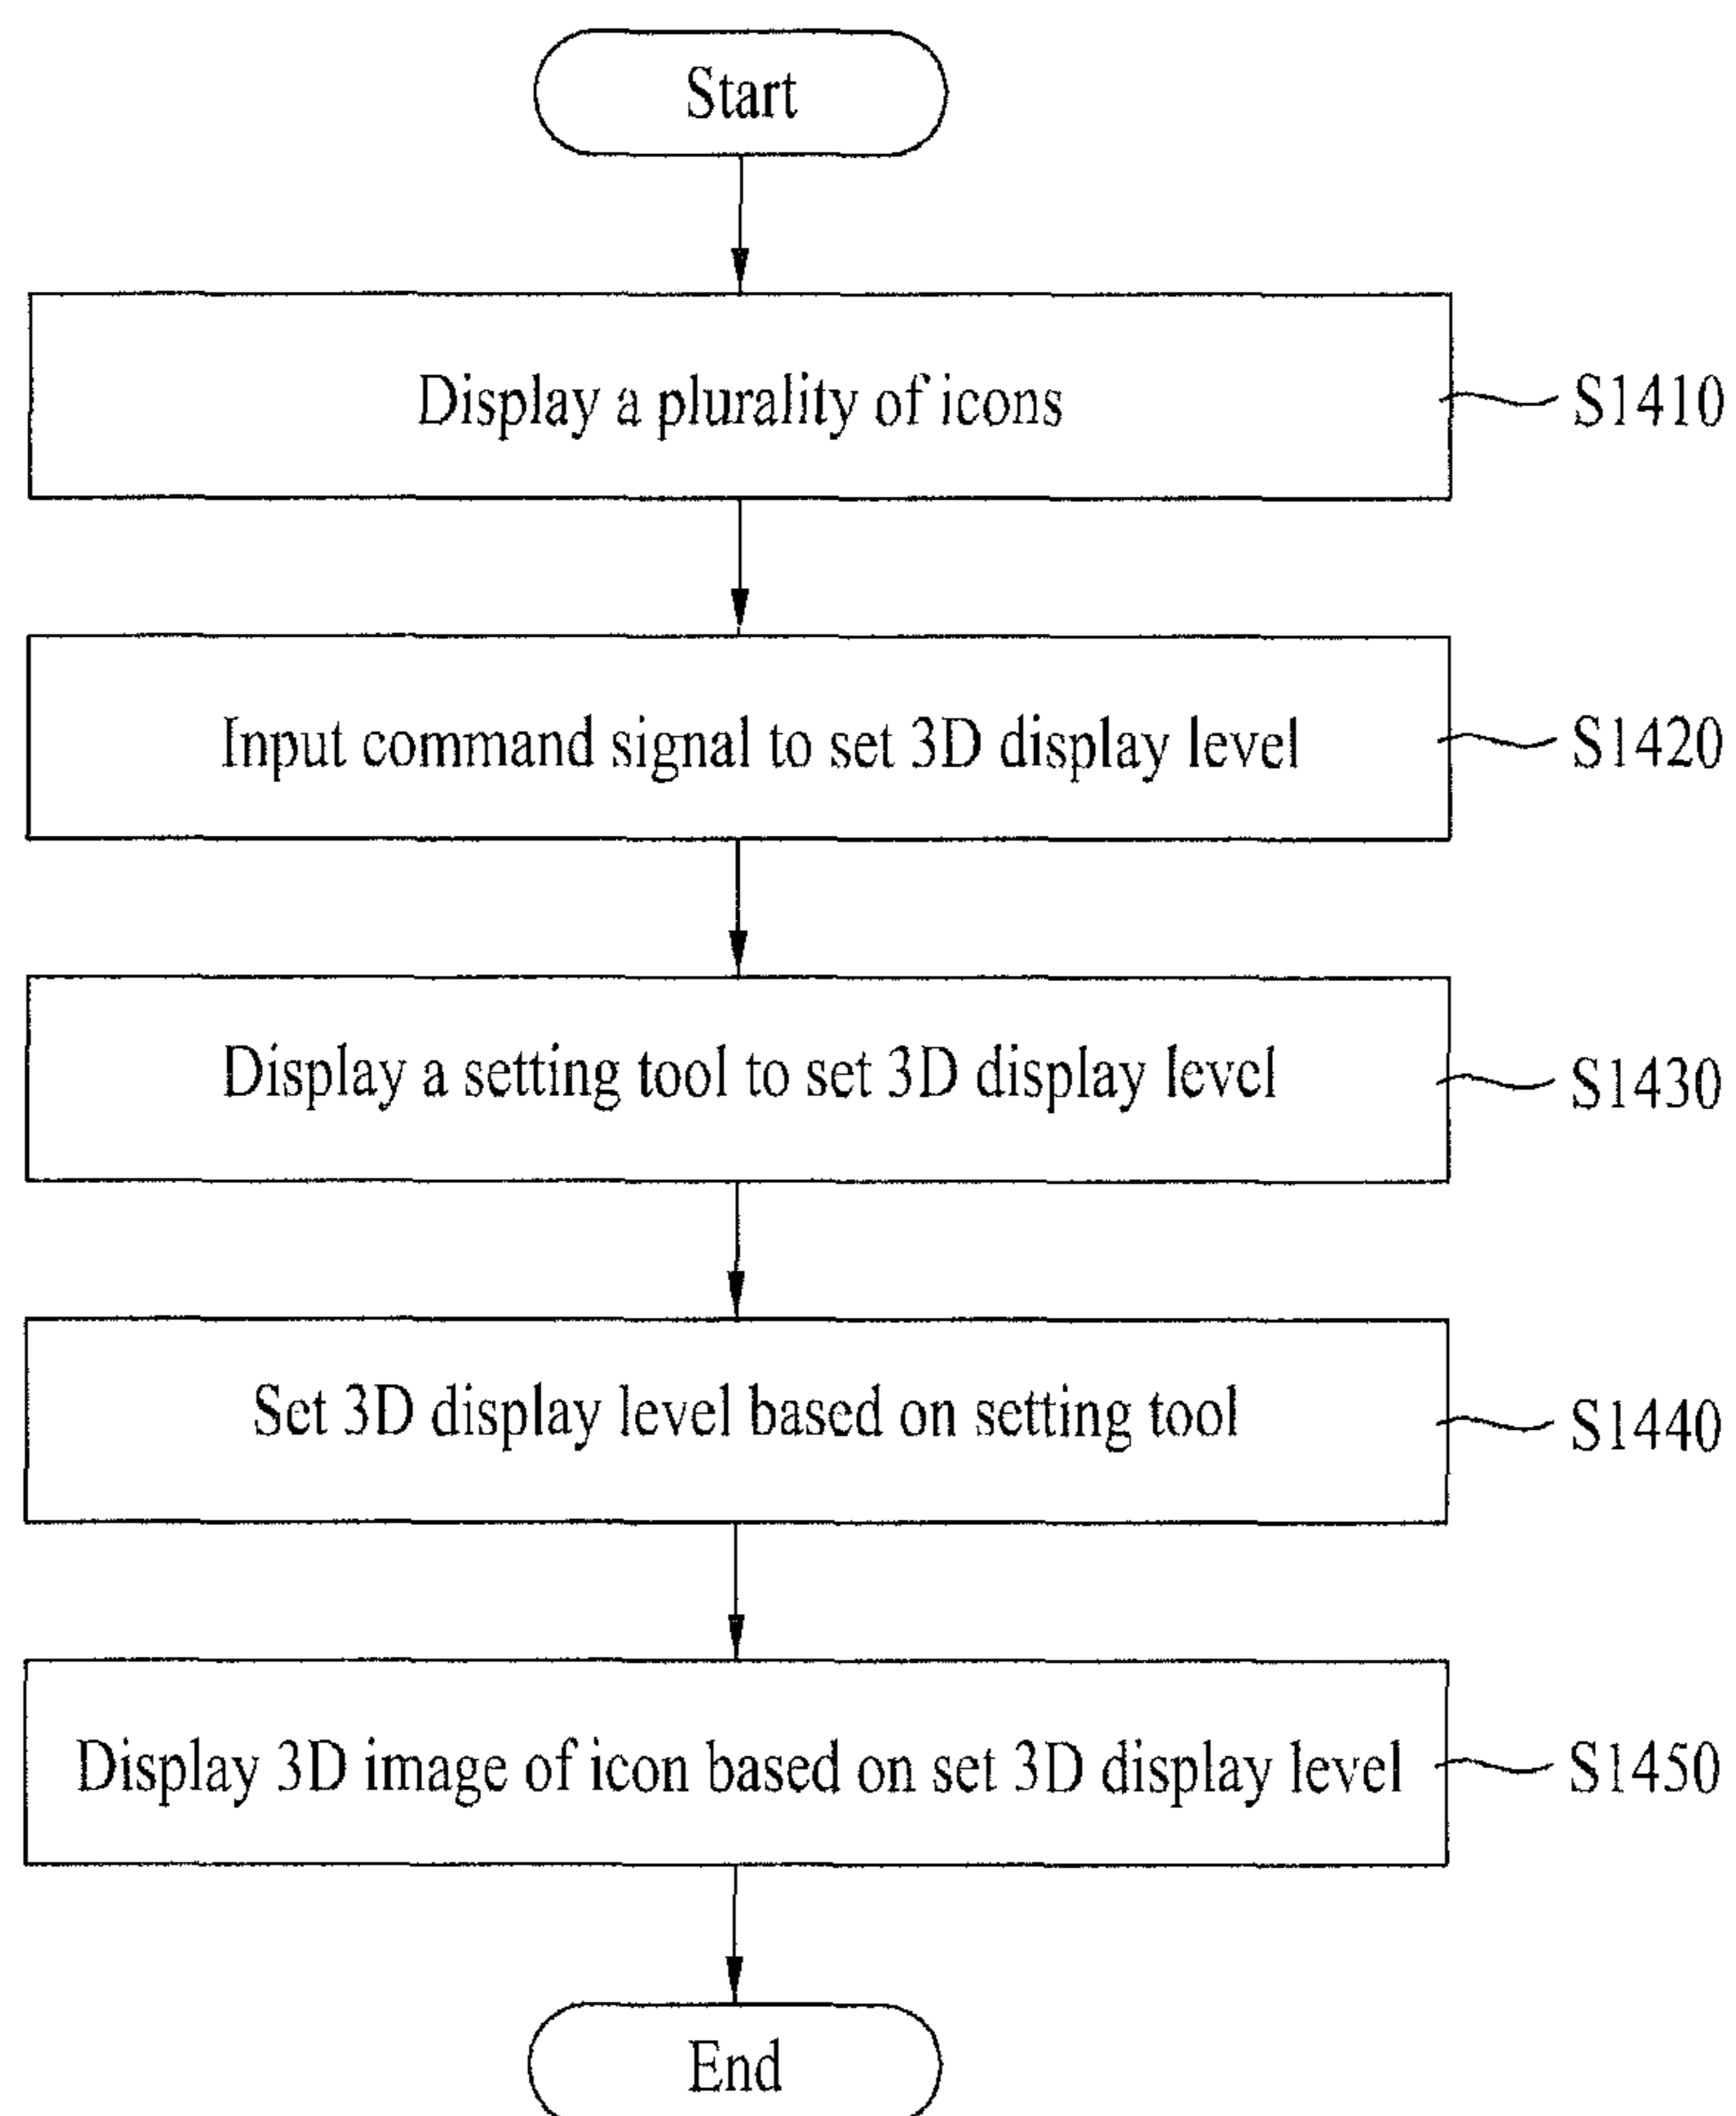 Start
Display a plurality of icons
S1410
Input command signal to set 3D display level
S1420
Display a setting tool to set 3D display level
S1430
Set 3D display level based on setting tool
S1440
Display 3D image of icon based on set 3D display level
S1450
End